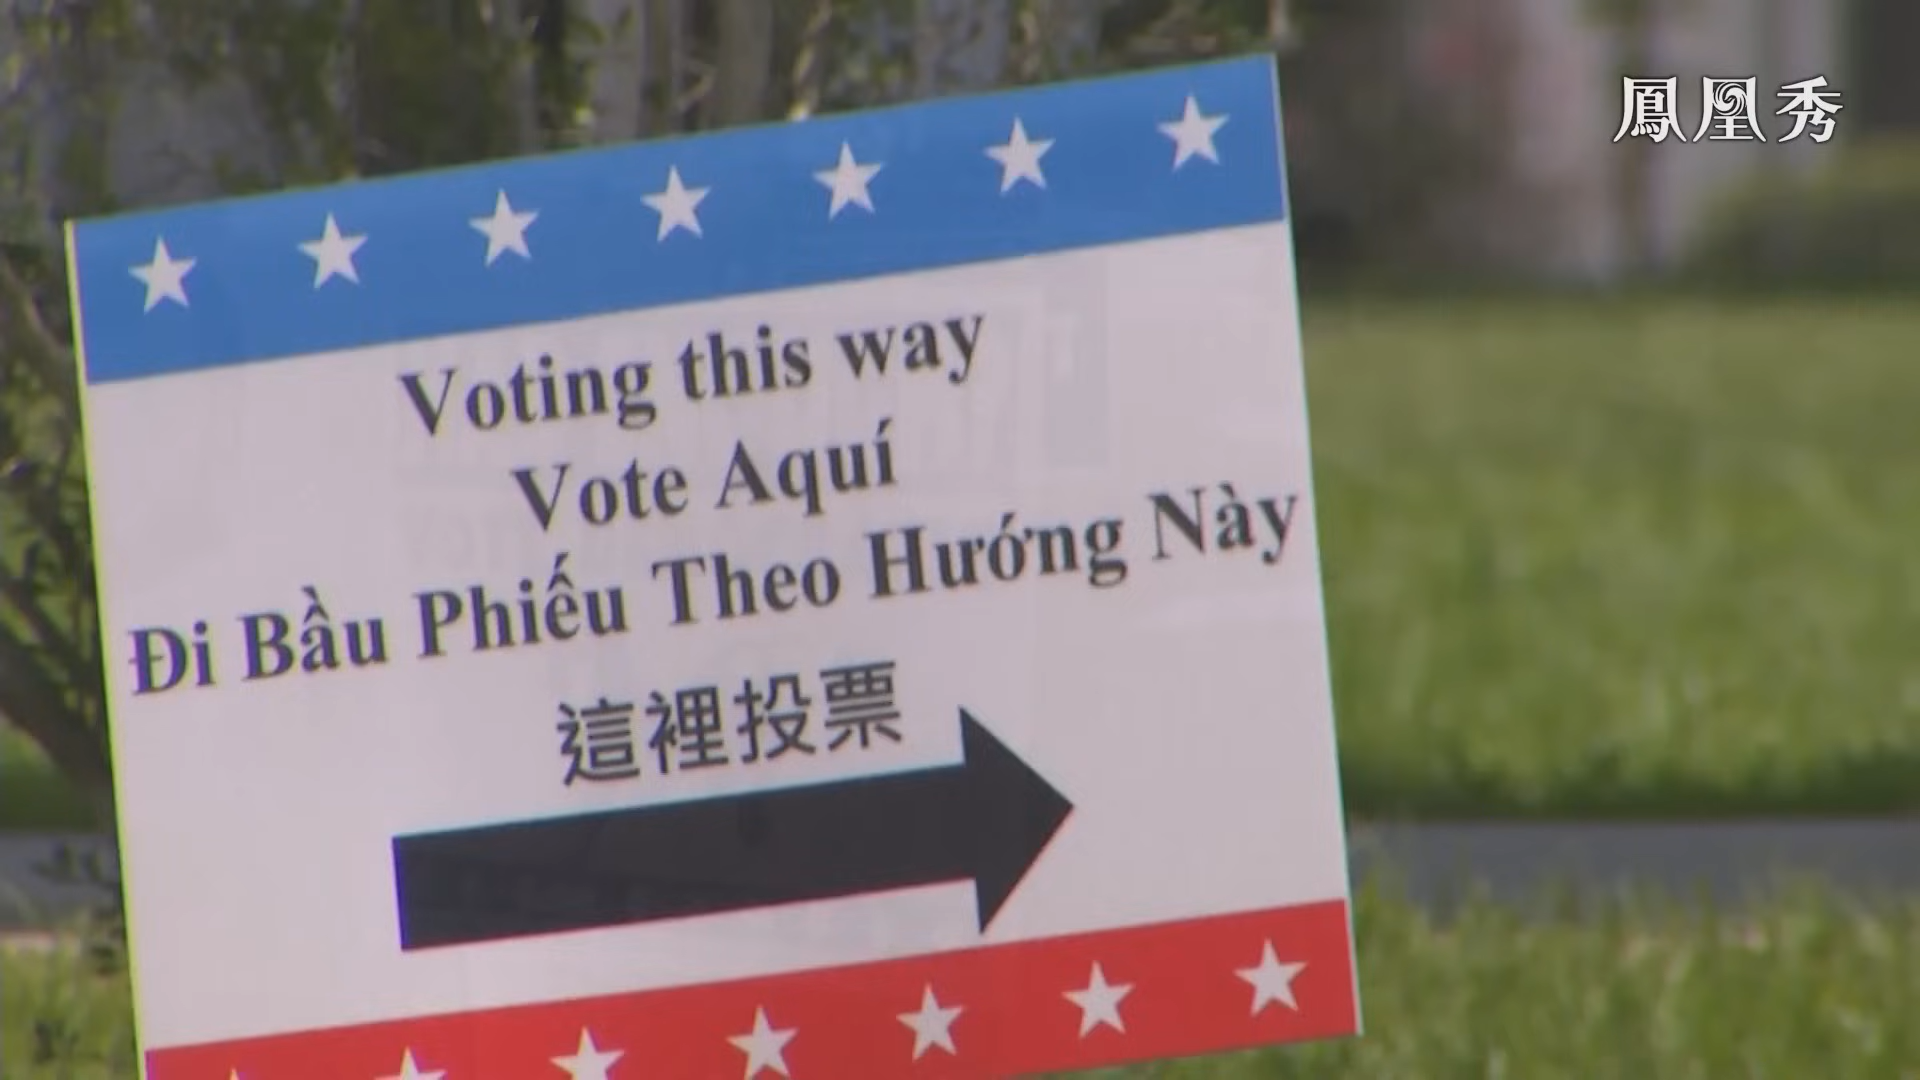 鳳凰秀
Voting this way
Vote Aquí
Đi Bầu Phiếu Theo Hướng Này
這裡投票